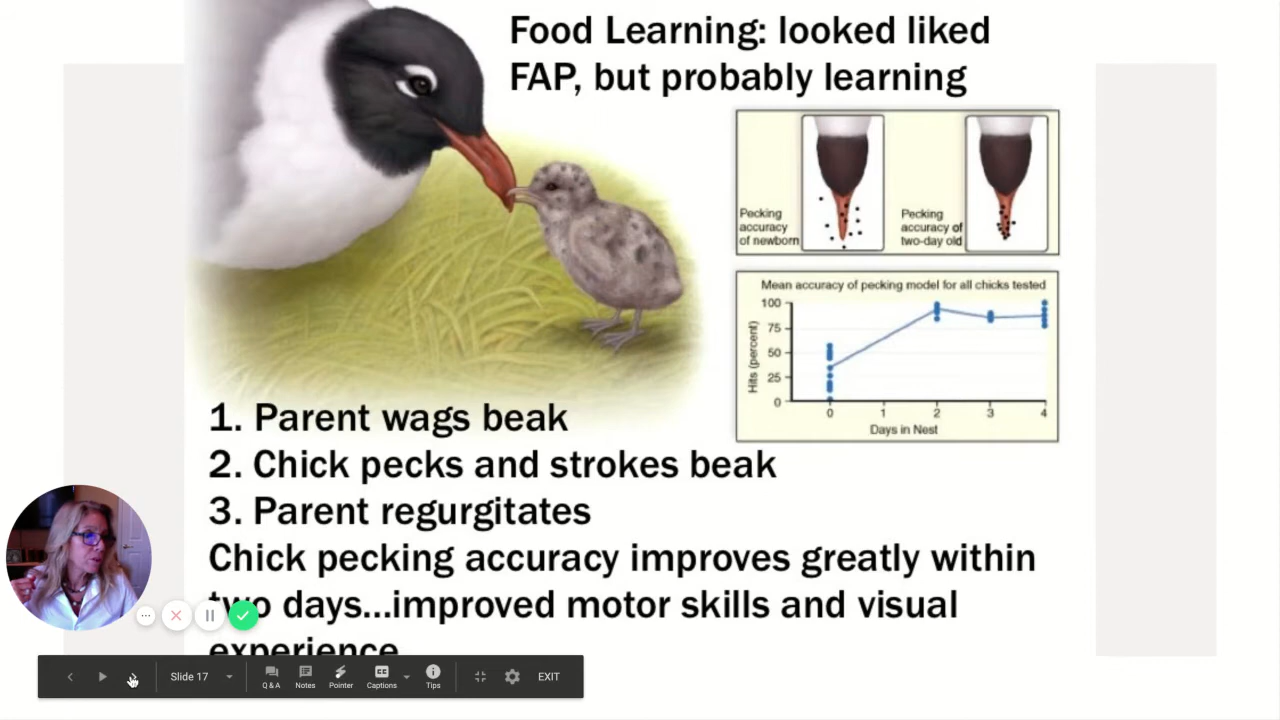 Food Learning: looked liked
FAP, but probably learning
Pecking
accuracy
of newborn
Pecking
accuracy of
two-day old
Mean accuracy of pecking model for all chicks tested
Hits (percent)
100
75
50
25
0
0 1 2 3 4
Days in Nest
1. Parent wags beak
2. Chick pecks and strokes beak
3. Parent regurgitates
Chick pecking accuracy improves greatly within
two days...improved motor skills and visual
experience
Slide 17
Q & A
Notes
Pointer
Captions
Tips
EXIT